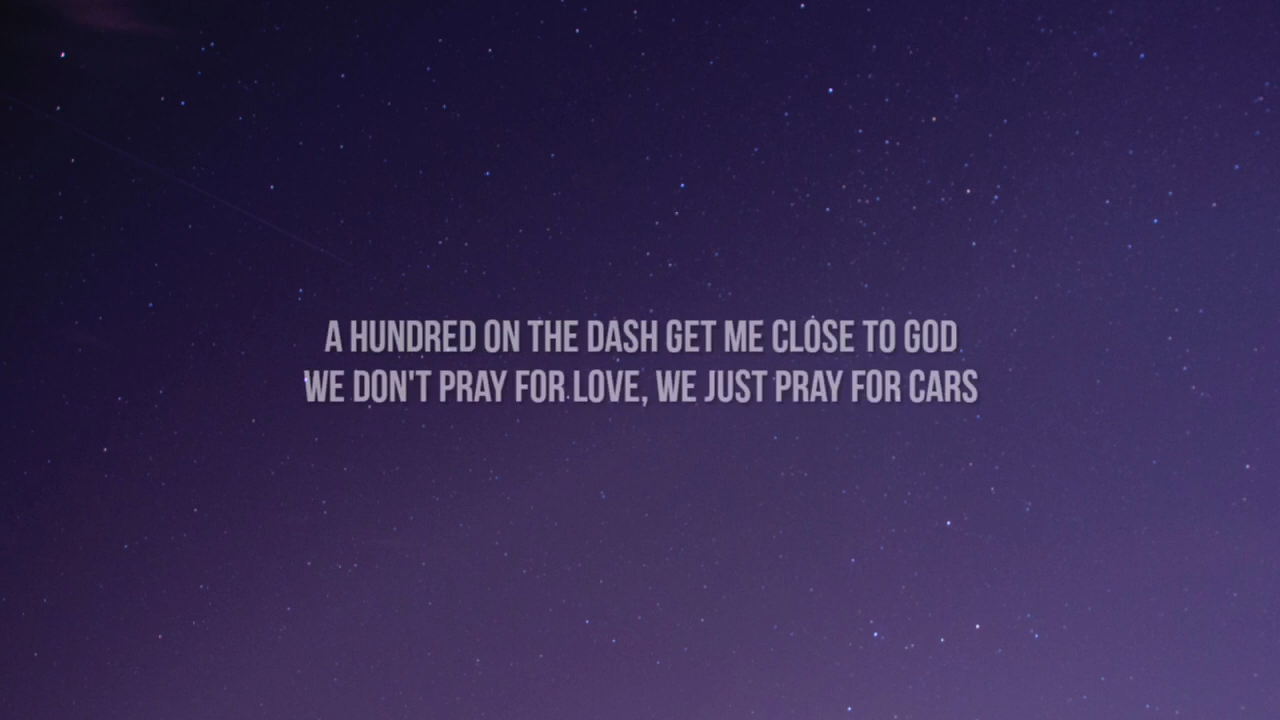 A HUNDRED ON THE DASH GET ME CLOSE TO GOD
WE DON'T PRAY FOR LOVE, WE JUST PRAY FOR CARS